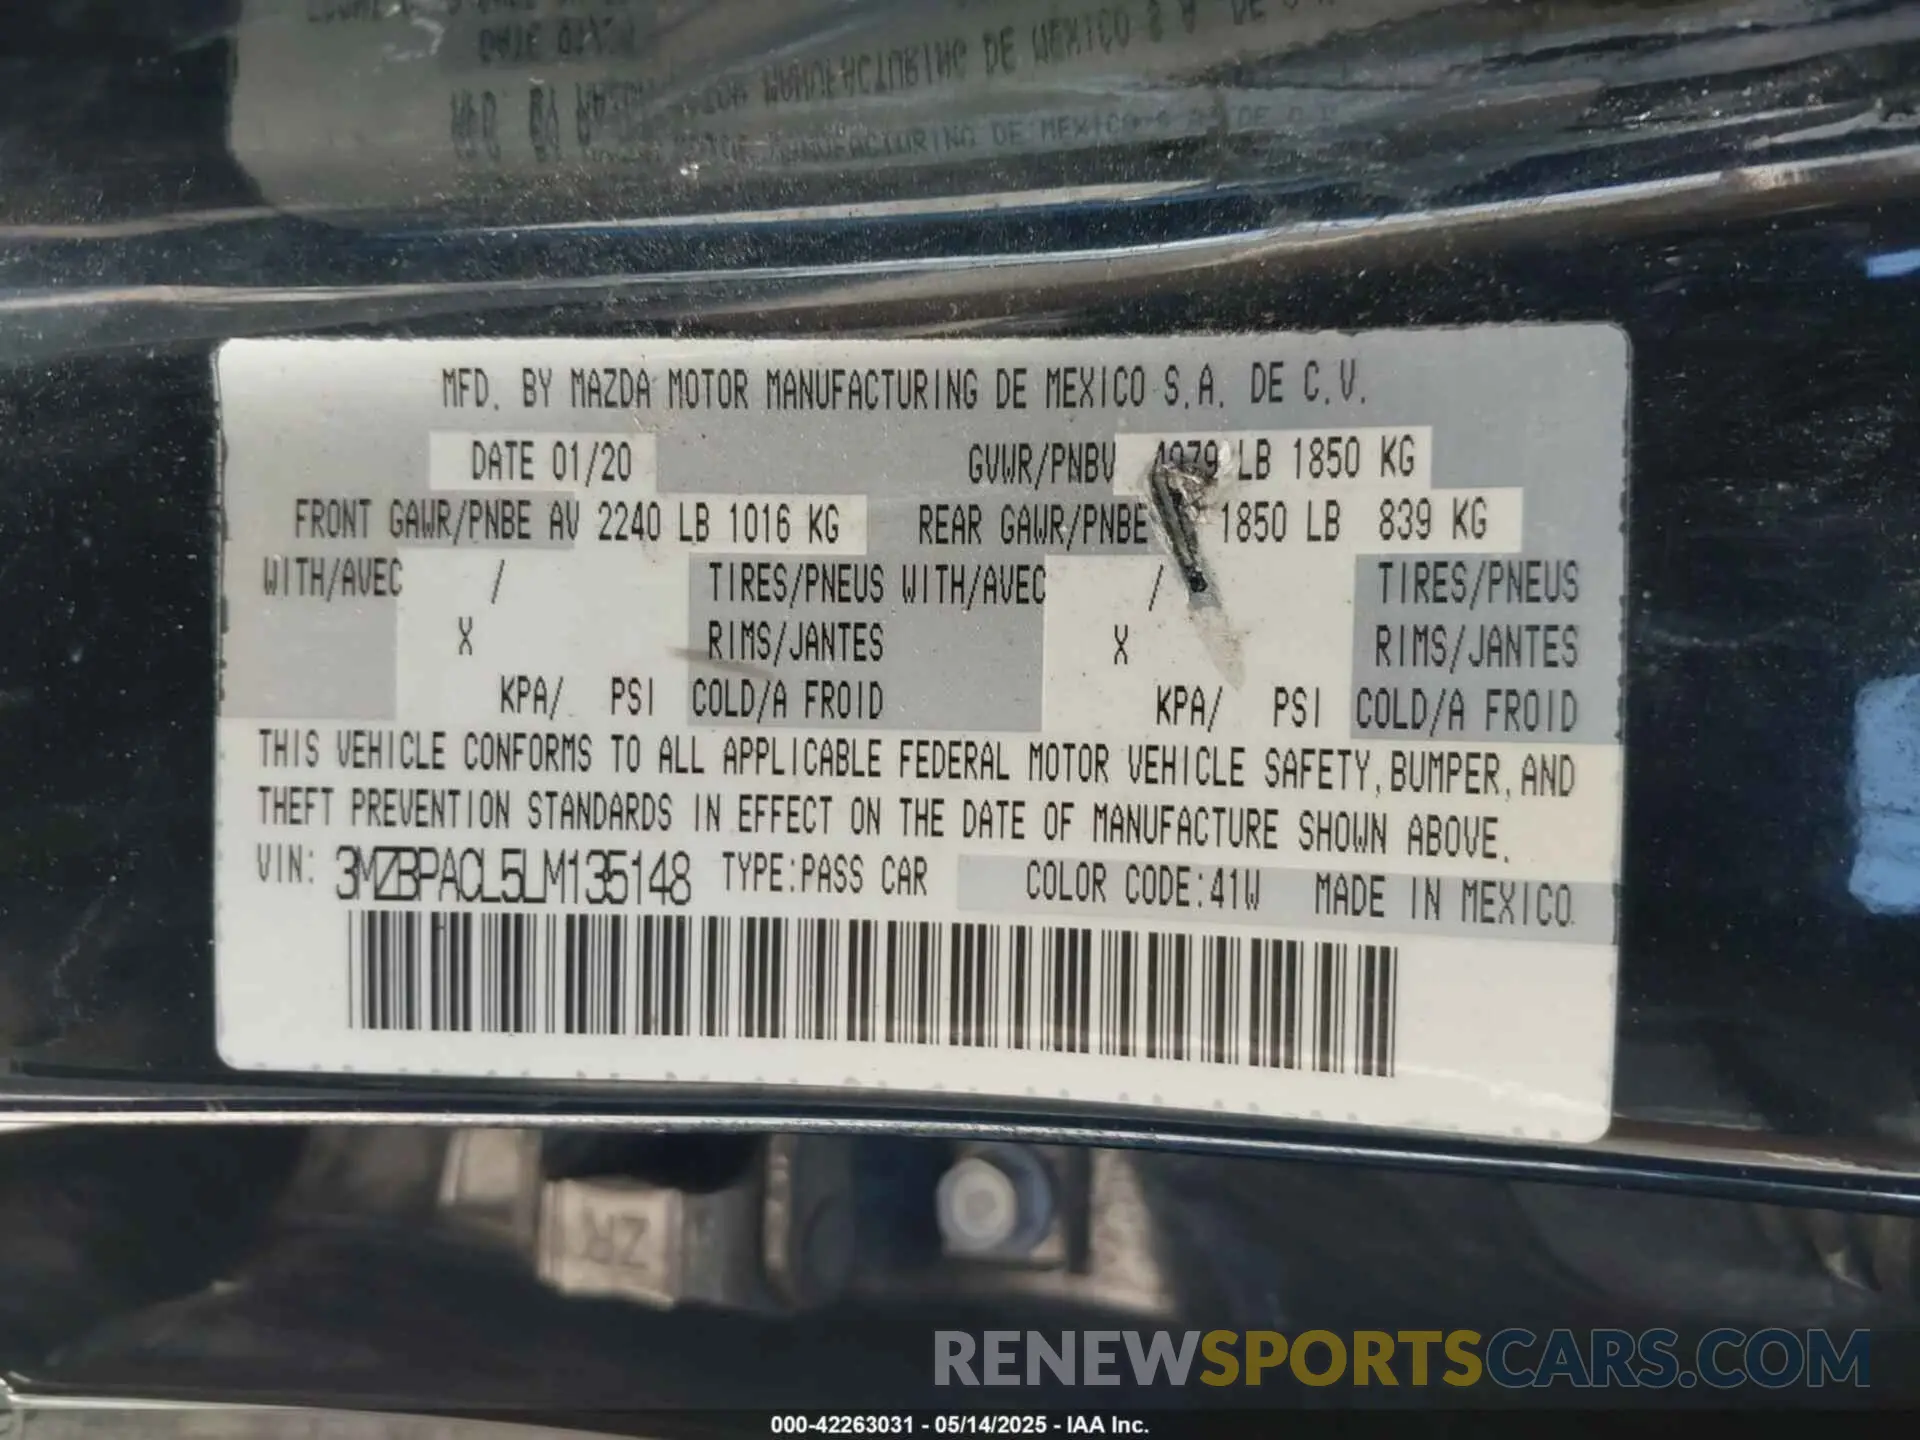 MFD. BY MAZDA MOTOR MANUFACTURING DE MEXICO S.A. DE C.V.
DATE 01/20 GVWR/PNBV 4079 LB 1850 KG
FRONT GAWR/PNBE AV 2240 LB 1016 KG REAR GAWR/PNBE 1850 LB 839 KG
WITH/AVEC / TIRES/PNEUS WITH/AVEC / TIRES/PNEUS
X RIMS/JANTES X RIMS/JANTES
KPA/ PSI COLD/A FROID KPA/ PSI COLD/A FROID
THIS VEHICLE CONFORMS TO ALL APPLICABLE FEDERAL MOTOR VEHICLE SAFETY, BUMPER, AND
THEFT PREVENTION STANDARDS IN EFFECT ON THE DATE OF MANUFACTURE SHOWN ABOVE.
VIN: 3MZBPACL5LM135148 TYPE:PASS CAR COLOR CODE:41W MADE IN MEXICO
RENEWSPORTSCARS.COM
000-42263031 - 05/14/2025 - IAA Inc.